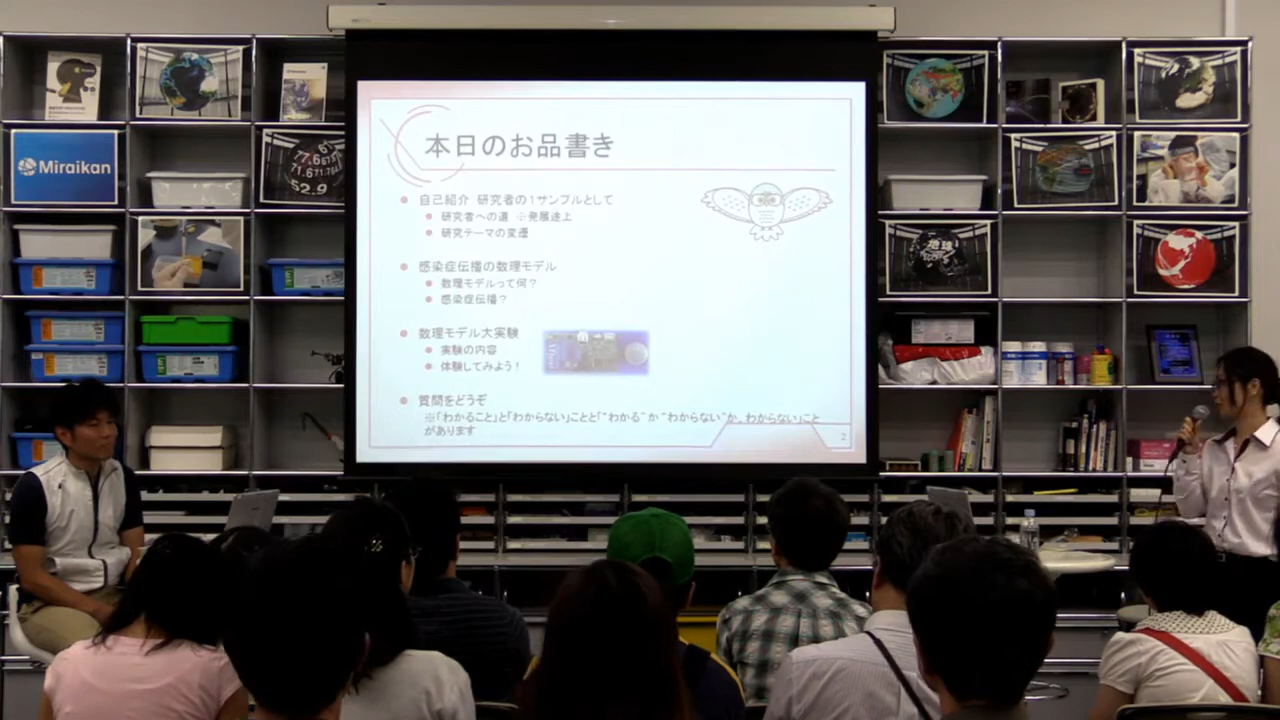 Miraikan
77.6
71.6
52.9
本日のお品書き
自己紹介 研究者の1サンプルとして
研究者への道 ※発展途上
研究テーマの変遷
感染症伝播の数理モデル
数理モデルって何?
感染症伝播?
数理モデル大実験
実験の内容
体験してみよう!
質問をどうぞ
※「わかること」と「わからない」ことと「"わかる"か"わからない"か、わからない」こと
があります
2
地球